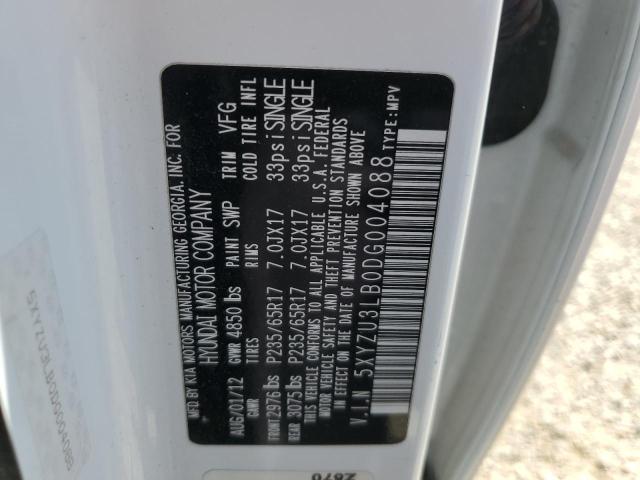 MFD.BY KIA MOTORS MANUFACTURING GEORGIA. INC. FOR
HYUNDAI MOTOR COMPANY
AUG/01/12 GVWR 4850 lbs PAINT SWP TRIM VFG
GAWR TIRES RIMS COLD TIRE INFL
FRONT 2976 lbs P235/65R17 7.0JX17 33psi SINGLE
REAR 3075 lbs P235/65R17 7.0JX17 33psi SINGLE
THIS VEHICLE CONFORMS TO ALL APPLICABLE U.S.A. FEDERAL
MOTOR VEHICLE SAFETY AND THEFT PREVENTION STANDARDS
IN EFFECT ON THE DATE OF MANUFACTURE SHOWN ABOVE
V.I.N 5XYZU3LB0DG004088 TYPE:MPV
5XYZU3LB0DG004088